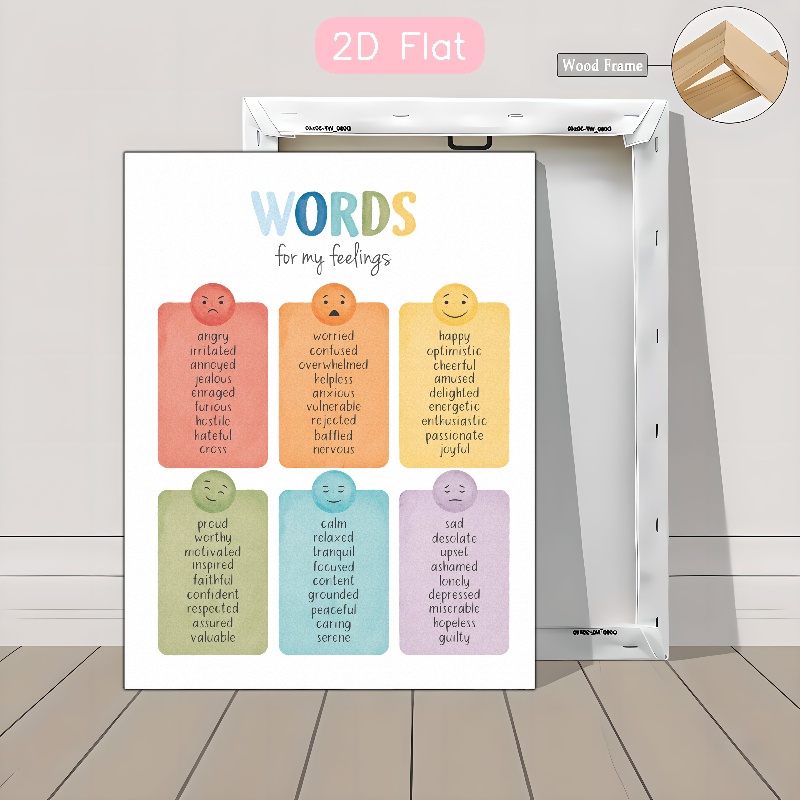 2D Flat
Wood Frame
WORDS
for my feelings
angry
irritated
annoyed
jealous
enraged
furious
hostile
hateful
cross
worried
confused
overwhelmed
helpless
anxious
vulnerable
rejected
baffled
nervous
happy
optimistic
cheerful
amused
delighted
energetic
enthusiastic
passionate
joyful
proud
worthy
motivated
inspired
faithful
confident
respected
assured
valuable
calm
relaxed
tranquil
focused
content
grounded
peaceful
caring
serene
sad
desolate
upset
ashamed
lonely
depressed
miserable
hopeless
guilty